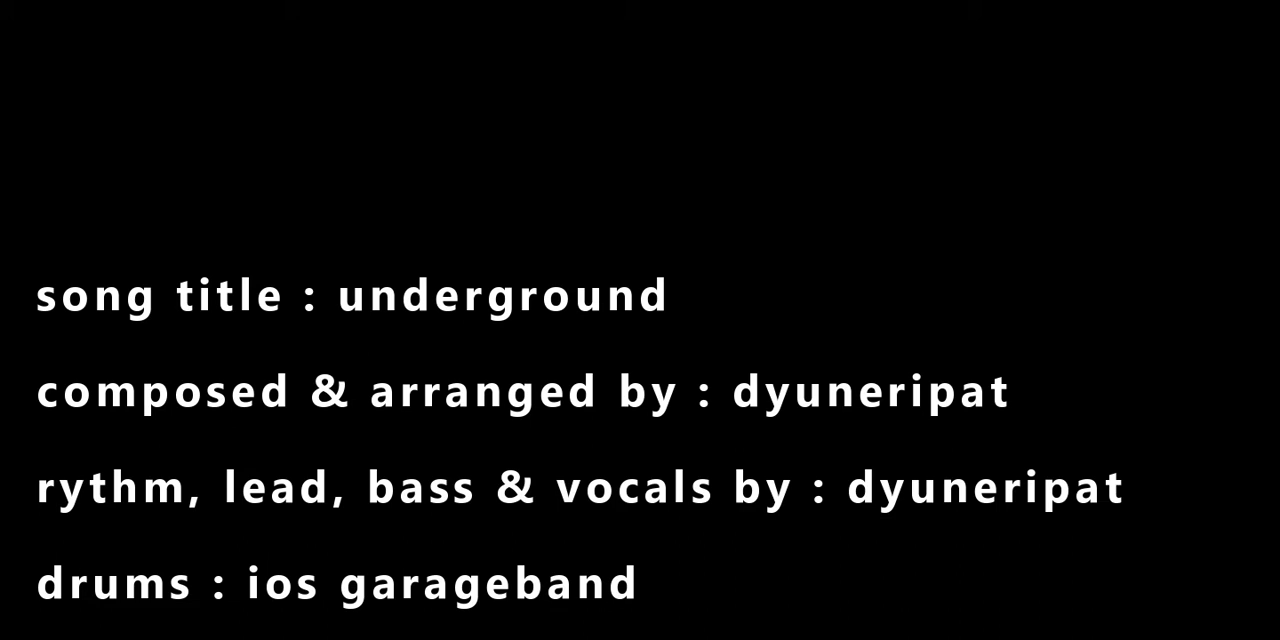 song title : underground
composed & arranged by : dyuneripat
rythm, lead, bass & vocals by : dyuneripat
drums : ios garageband